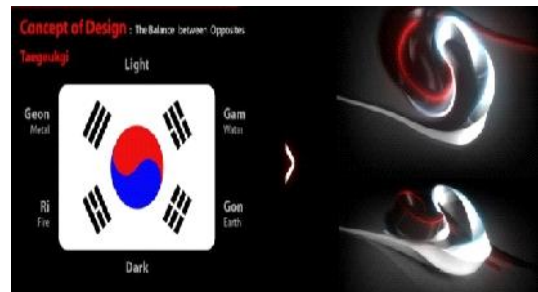 Concept of Design : The Balance between Opposites
Taegeukgi
Light
Geon
Metal
Gam
Water
Ri
Fire
Gon
Earth
Dark